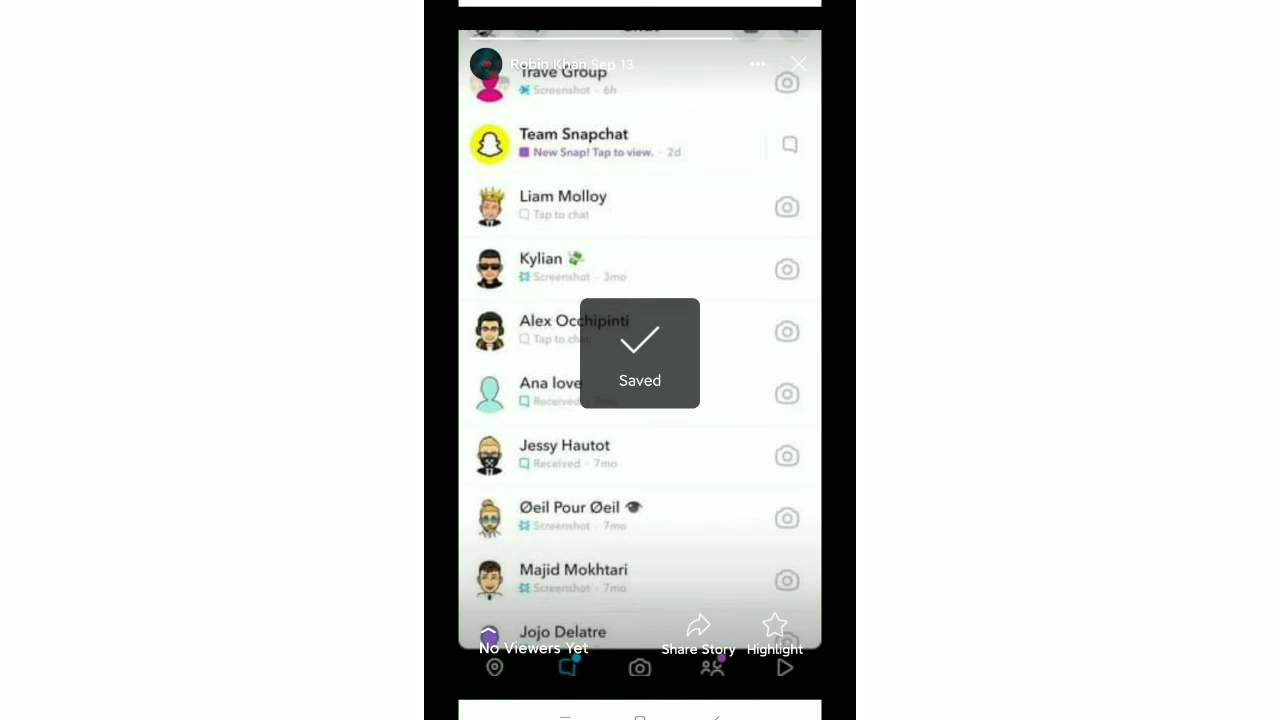 Robin Khan Sep 13
Trave Group
Screenshot · 6h
Team Snapchat
New Snap! Tap to view. · 2d
Liam Molloy
Tap to chat
Kylian 💸
Screenshot · 3mo
Alex Occhipinti
Tap to chat
Saved
Ana love
Received · 7mo
Jessy Hautot
Received · 7mo
Øeil Pour Øeil 👁
Screenshot · 7mo
Majid Mokhtari
Screenshot · 7mo
Jojo Delatre
No Viewers Yet
Share Story
Highlight